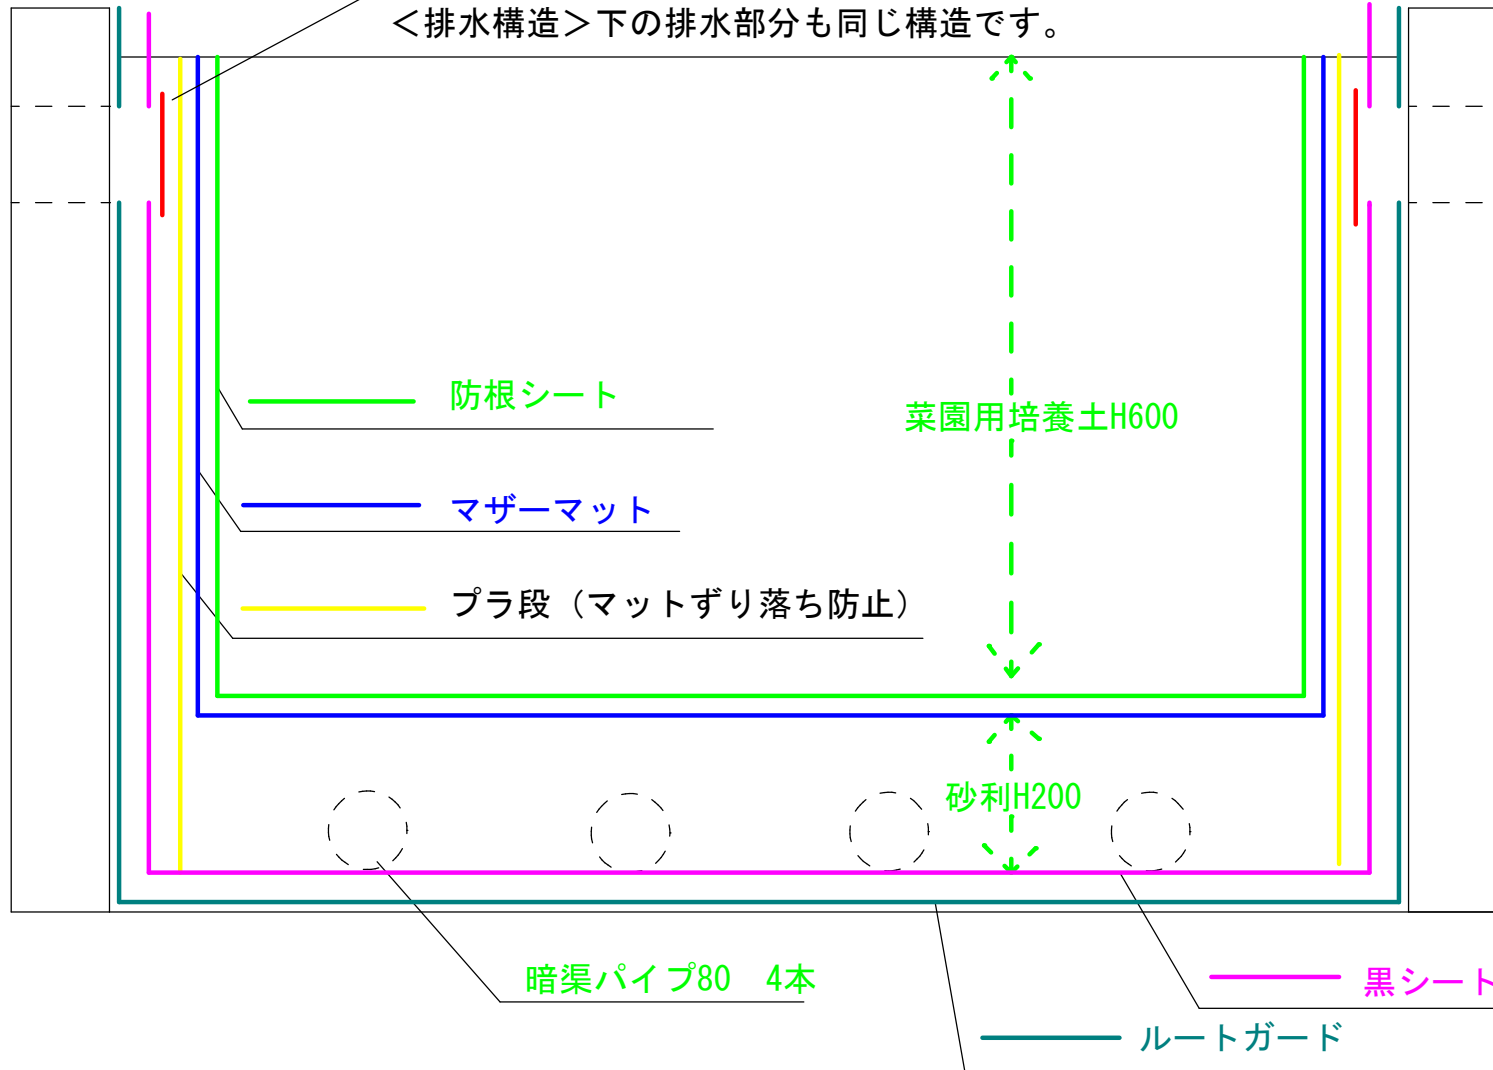 ＜排水構造＞下の排水部分も同じ構造です。
防根シート
菜園用培養土H600
マザーマット
プラ段（マットずり落ち防止）
砂利H200
暗渠パイプ80　4本
黒シート
ルートガード